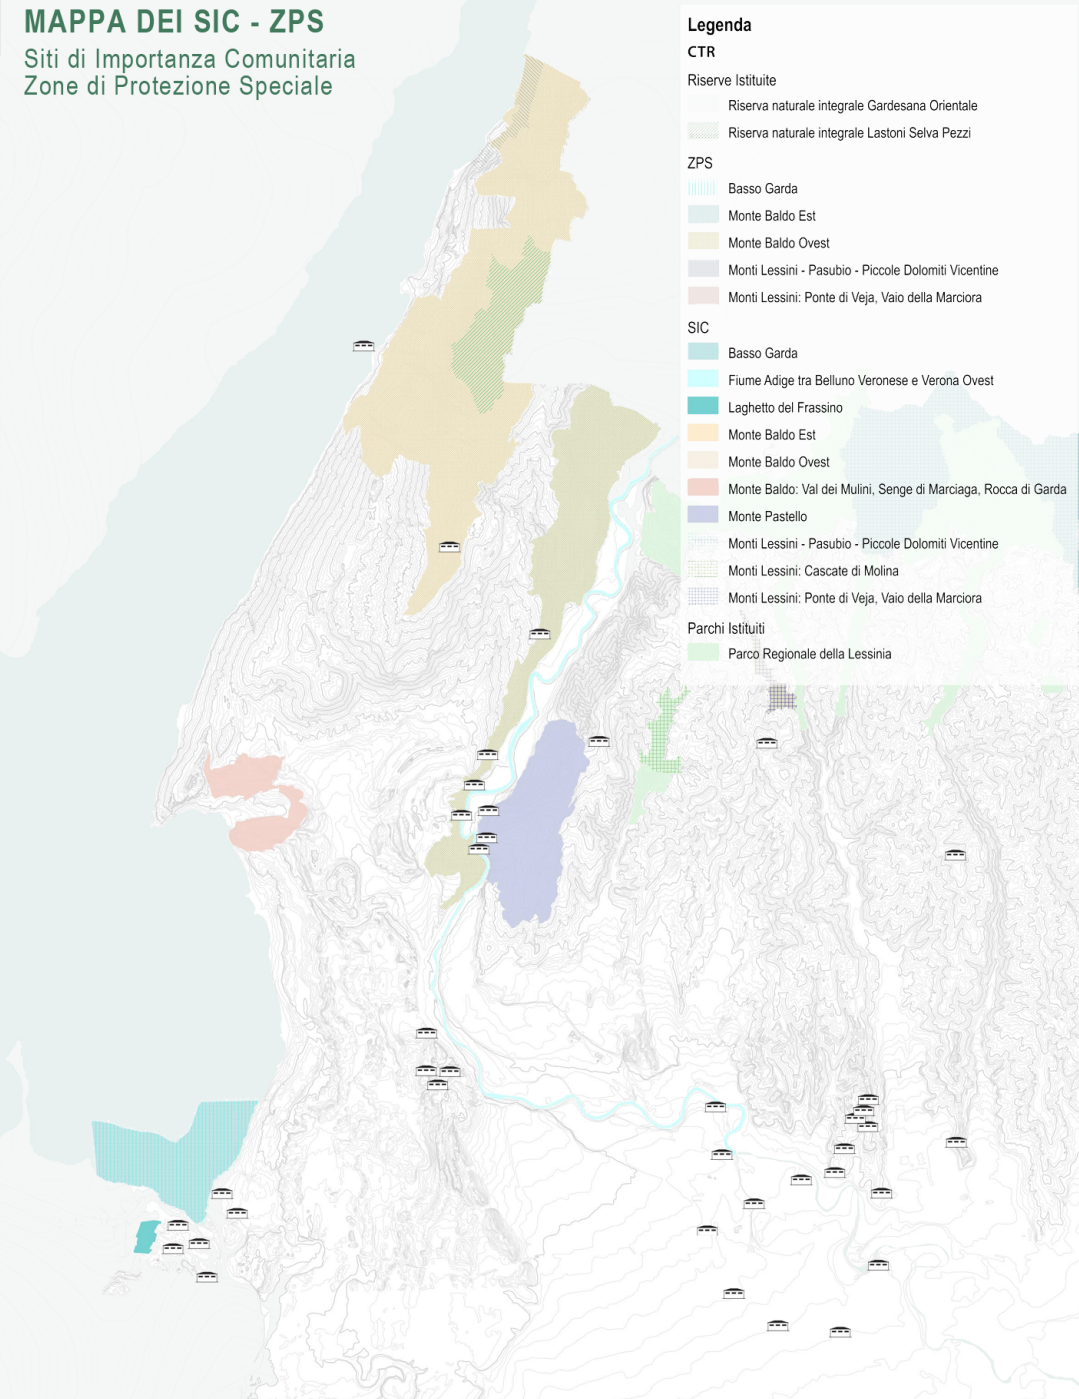 MAPPA DEI SIC - ZPS
Siti di Importanza Comunitaria
Zone di Protezione Speciale
Legenda
CTR
Riserve Istituite
Riserva naturale integrale Gardesana Orientale
Riserva naturale integrale Lastoni Selva Pezzi
ZPS
Basso Garda
Monte Baldo Est
Monte Baldo Ovest
Monti Lessini - Pasubio - Piccole Dolomiti Vicentine
Monti Lessini: Ponte di Veja, Vaio della Marciora
SIC
Basso Garda
Fiume Adige tra Belluno Veronese e Verona Ovest
Laghetto del Frassino
Monte Baldo Est
Monte Baldo Ovest
Monte Baldo: Val dei Mulini, Senge di Marciaga, Rocca di Garda
Monte Pastello
Monti Lessini - Pasubio - Piccole Dolomiti Vicentine
Monti Lessini: Cascate di Molina
Monti Lessini: Ponte di Veja, Vaio della Marciora
Parchi Istituiti
Parco Regionale della Lessinia